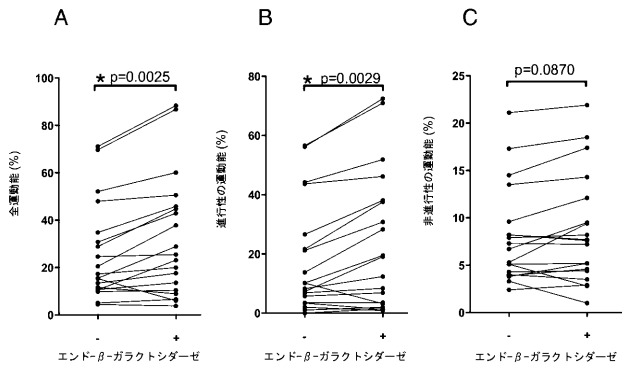 A
B
C
* p=0.0025
* p=0.0029
p=0.0870
全運動能 (%)
100
80
60
40
20
0
- +
エンド-β-ガラクトシダーゼ
進行性の運動能 (%)
80
60
40
20
0
- +
エンド-β-ガラクトシダーゼ
非進行性の運動能 (%)
25
20
15
10
5
0
- +
エンド-β-ガラクトシダーゼ